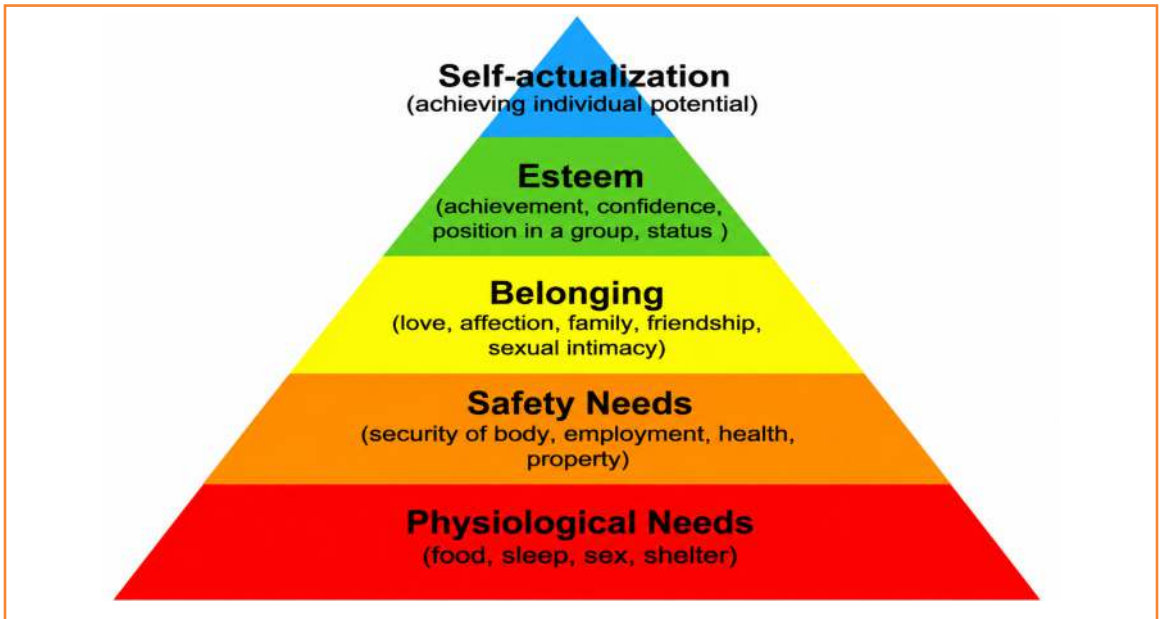 Self-actualization
(achieving individual potential)
Esteem
(achievement, confidence,
position in a group, status )
Belonging
(love, affection, family, friendship,
sexual intimacy)
Safety Needs
(security of body, employment, health,
property)
Physiological Needs
(food, sleep, sex, shelter)